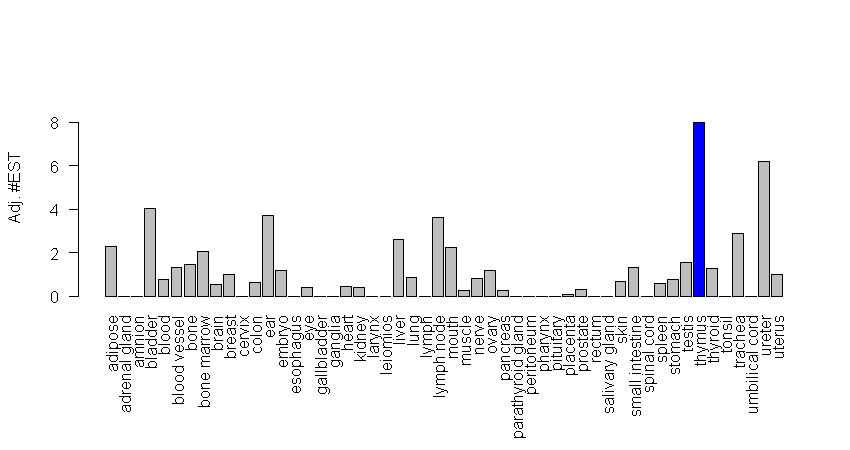 Adj. #EST
8
6
4
2
0
adipose
adrenal gland
amnion
bladder
blood
blood vessel
bone
bone marrow
brain
breast
cervix
colon
ear
embryo
esophagus
eye
gallbladder
ganglia
heart
kidney
larynx
leiomios
liver
lung
lymph
lymph node
mouth
muscle
nerve
ovary
pancreas
parathyroid gland
peritoneum
pharynx
pituitary
placenta
prostate
rectum
salivary gland
skin
small intestine
spinal cord
spleen
stomach
testis
thymus
thyroid
tonsil
trachea
umbilical cord
ureter
uterus